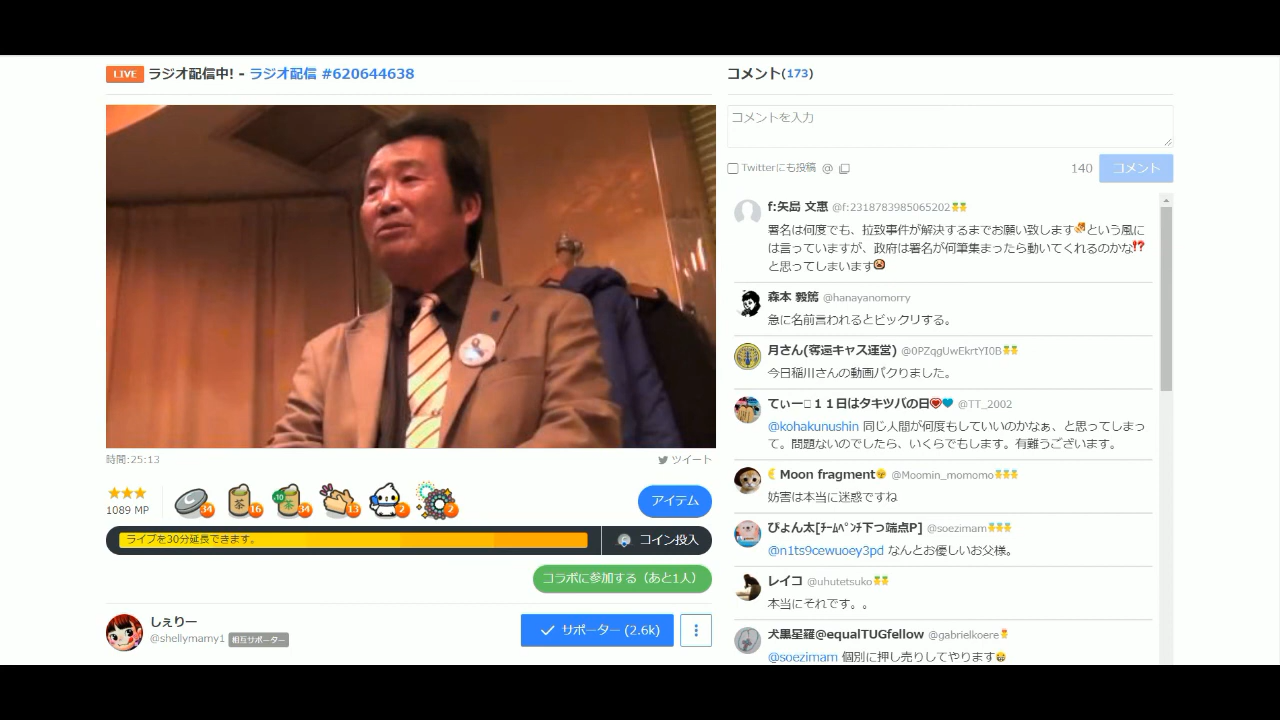 LIVE ラジオ配信中! - ラジオ配信 #620644638
時間:25:13
ツイート
★★★
1089 MP
34
茶
16
+10
茶
34
13
2
2
アイテム
ライブを30分延長できます。
コイン投入
コラボに参加する（あと1人）
しぇりー
@shellymamy1 相互サポーター
サポーター (2.6k)
コメント(173)
コメントを入力
Twitterにも投稿 @
140
コメント
f:矢島 文恵 @f:2318783985065202
署名は何度でも、拉致事件が解決するまでお願い致します という風に
は言っていますが、政府は署名が何筆集まったら動いてくれるのかな⁉
と思ってしまいます
森本 毅篤 @hanayanomorry
急に名前言われるとビックリする。
月さん(奪還キャス運営) @0PZqgUwEkrtYI0B
今日稲川さんの動画パクりました。
てぃー 1 1日はタキツバの日 @TT_2002
@kohakunushin 同じ人間が何度もしていいのかなぁ、と思ってしまっ
て。問題ないのでしたら、いくらでもします。有難うございます。
Moon fragment @Moomin_momomo
妨害は本当に迷惑ですね
ぴょん太[ﾁｰﾑﾍﾟﾝﾁ下っ端点P] @soezimam
@n1ts9cewuoey3pd なんとお優しいお父様。
レイコ @uhutetsuko
本当にそれです。。
犬黒星羅@equalTUGfellow @gabrielkoere
@soezimam 個別に押し売りしてやります